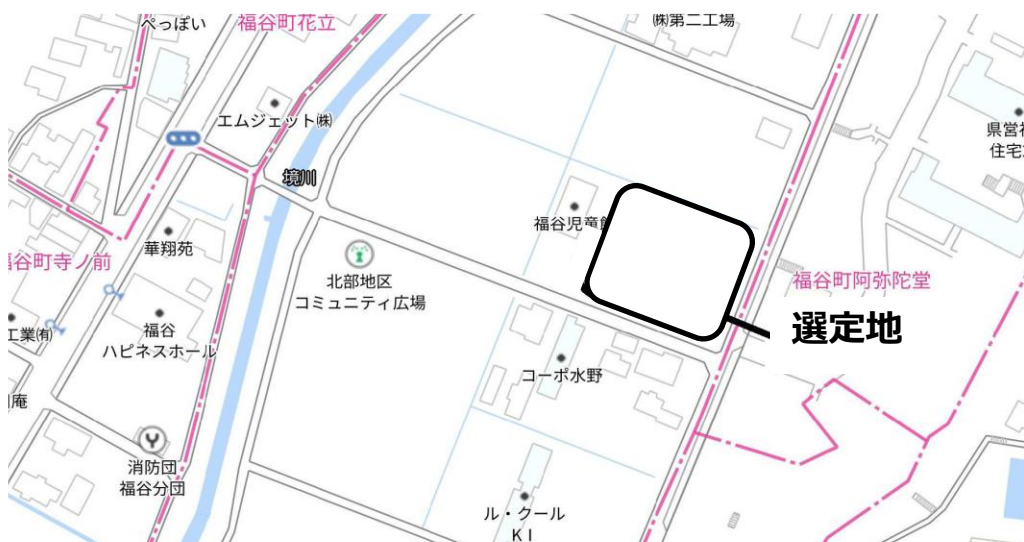 ぺっぽい
福谷町花立
㈱第二工場
エムジェット㈱
県営
住宅
境川
福谷児童館
華翔苑
谷町寺ノ前
北部地区
コミュニティ広場
福谷町阿弥陀堂
選定地
工業㈲
福谷
ハピネスホール
コーポ水野
庵
消防団
福谷分団
ル・クール
KI